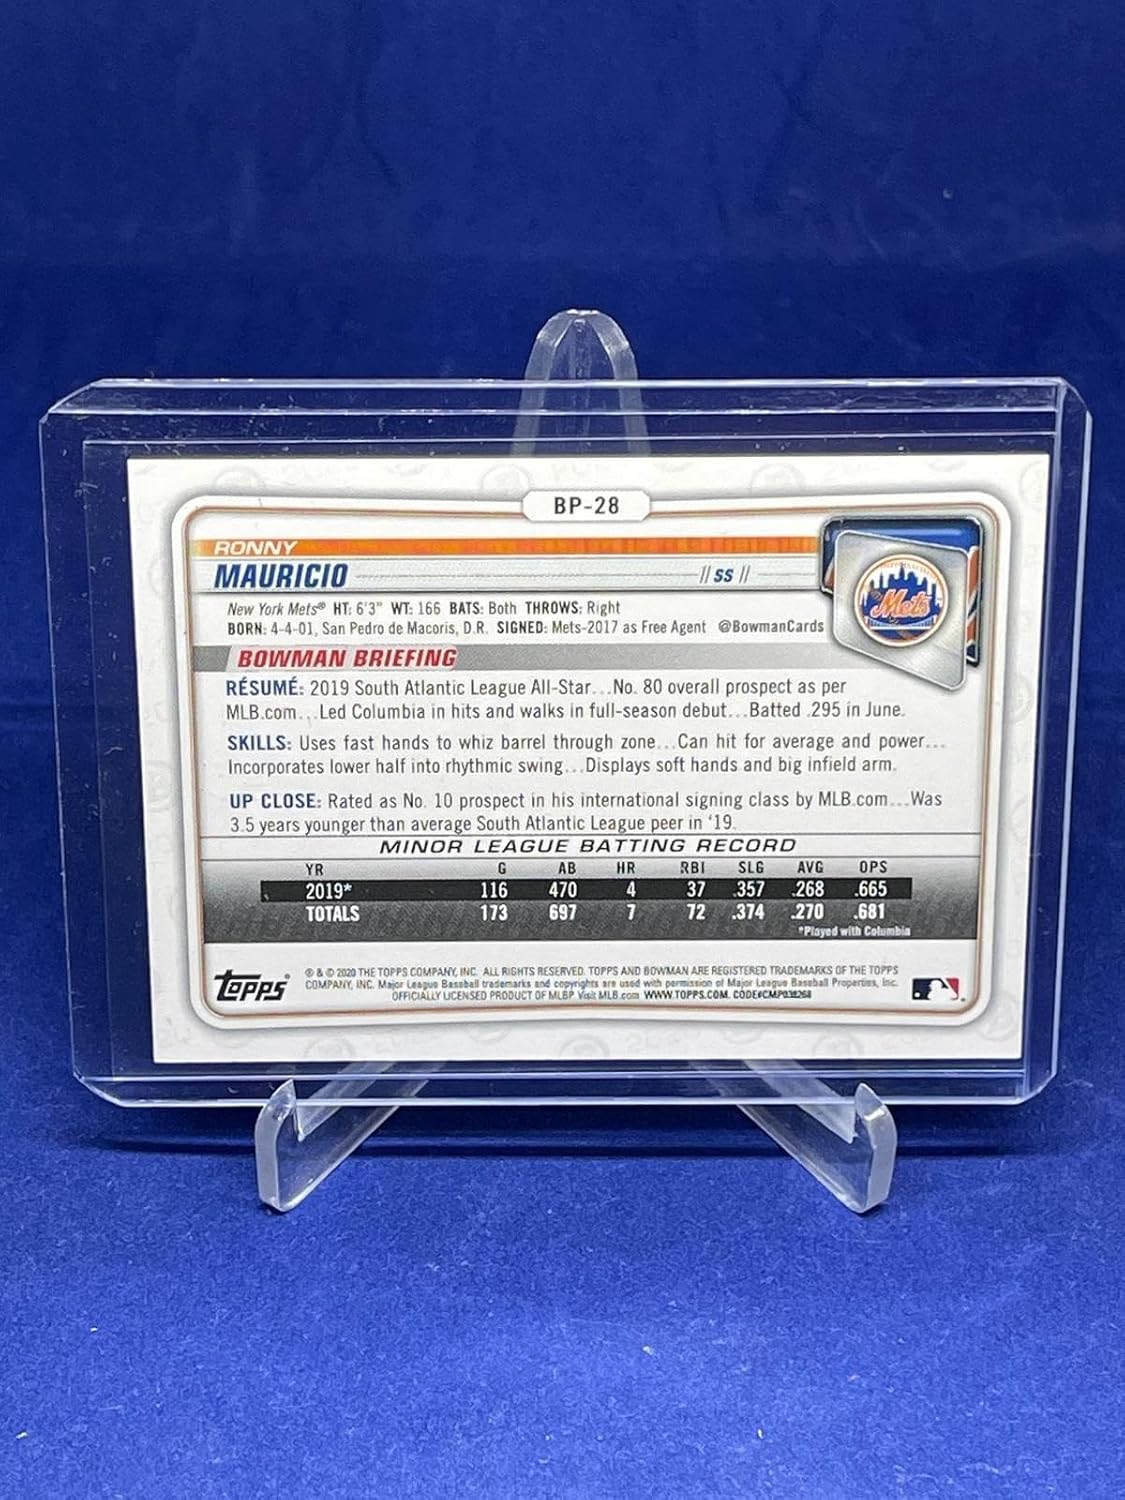 BP-28
RONNY
MAURICIO // SS //
Mets
New York Mets® HT: 6'3" WT: 166 BATS: Both THROWS: Right
BORN: 4-4-01, San Pedro de Macoris, D.R. SIGNED: Mets-2017 as Free Agent @BowmanCards
BOWMAN BRIEFING
RÉSUMÉ: 2019 South Atlantic League All-Star...No. 80 overall prospect as per
MLB.com...Led Columbia in hits and walks in full-season debut...Batted .295 in June.
SKILLS: Uses fast hands to whiz barrel through zone...Can hit for average and power...
Incorporates lower half into rhythmic swing...Displays soft hands and big infield arm.
UP CLOSE: Rated as No. 10 prospect in his international signing class by MLB.com...Was
3.5 years younger than average South Atlantic League peer in '19.
MINOR LEAGUE BATTING RECORD
YR G AB HR RBI SLG AVG OPS
2019* 116 470 4 37 .357 .268 .665
TOTALS 173 697 7 72 .374 .270 .681
*Played with Columbia
TOPPS®
® & © 2020 THE TOPPS COMPANY, INC. ALL RIGHTS RESERVED. TOPPS AND BOWMAN ARE REGISTERED TRADEMARKS OF THE TOPPS
COMPANY, INC. Major League Baseball trademarks and copyrights are used with permission of Major League Baseball Properties, Inc.
OFFICIALLY LICENSED PRODUCT OF MLBP Visit MLB.com WWW.TOPPS.COM. CODE#CMP038268